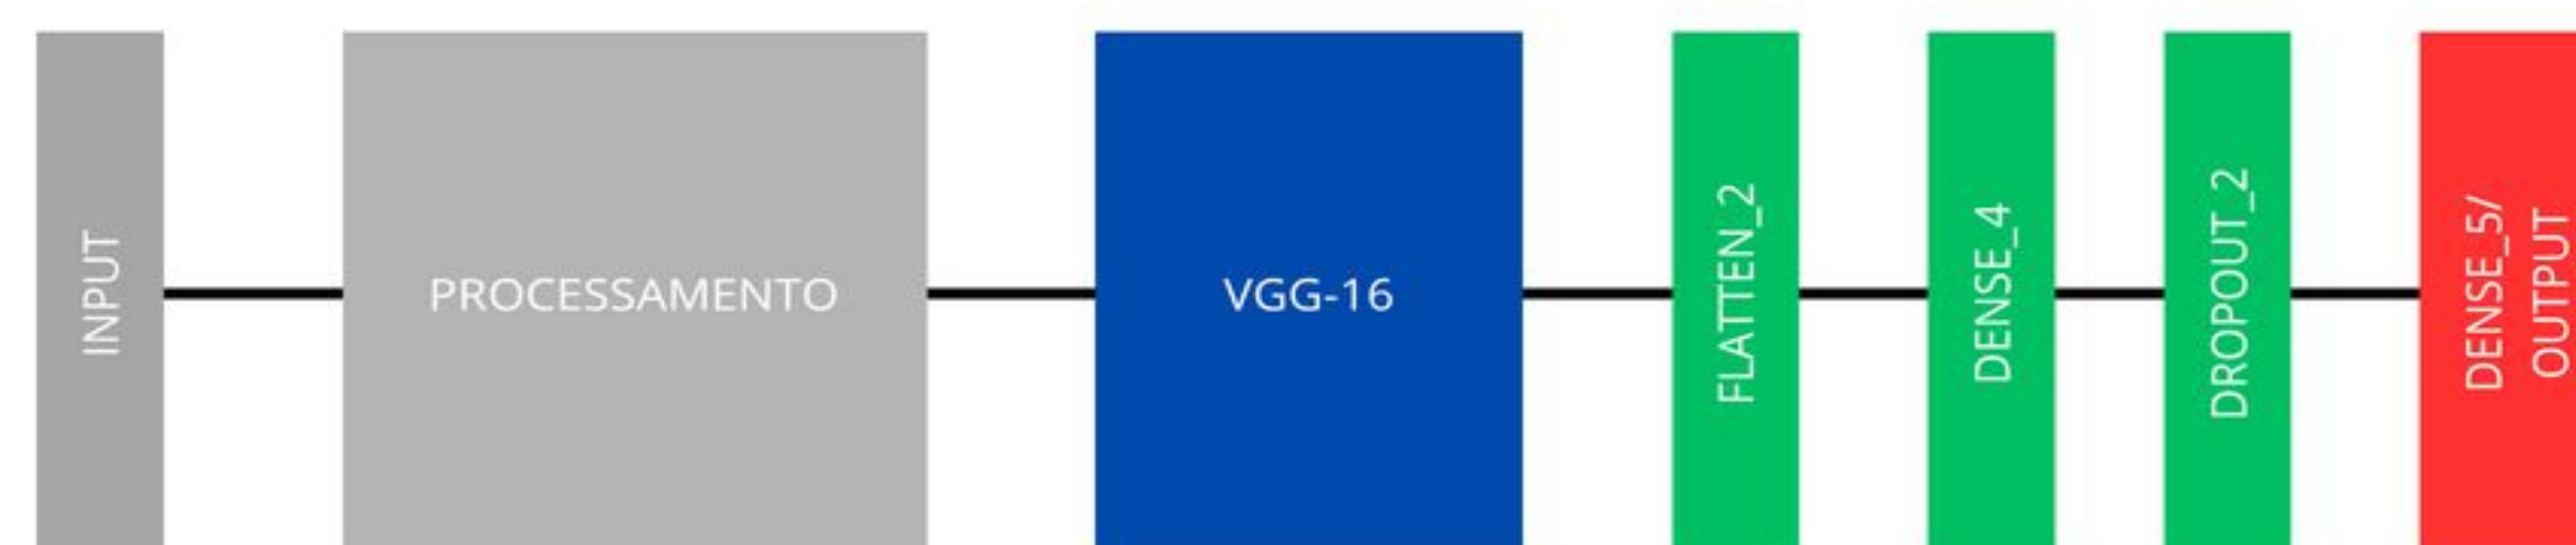 INPUT
PROCESSAMENTO
VGG-16
FLATTEN_2
DENSE_4
DROPOUT_2
DENSE_5/
OUTPUT